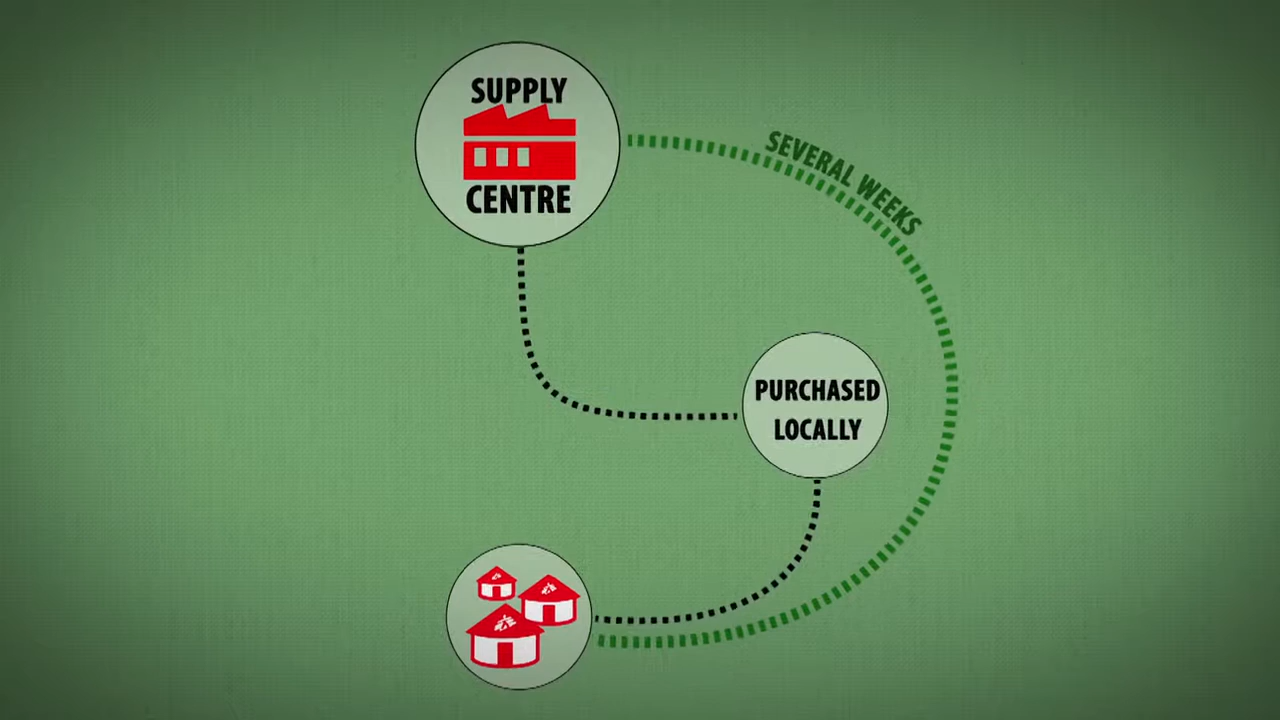 SUPPLY
CENTRE
SEVERAL WEEKS
PURCHASED
LOCALLY